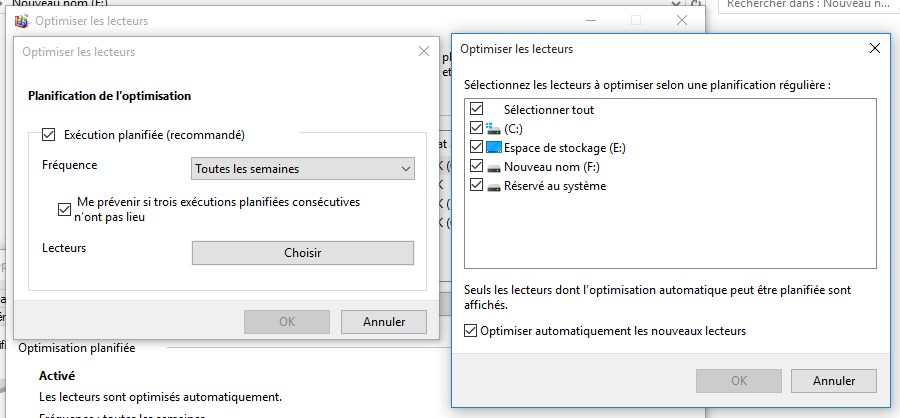 Nouveau nom (F:)
Rechercher dans : Nouveau n...
Optimiser les lecteurs
Optimiser les lecteurs
Planification de l'optimisation
Exécution planifiée (recommandé)
Fréquence
Toutes les semaines
Me prévenir si trois exécutions planifiées consécutives
n'ont pas lieu
Lecteurs
Choisir
OK
Annuler
Optimisation planifiée
Activé
Les lecteurs sont optimisés automatiquement.
Fréquence : toutes les semaines
Optimiser les lecteurs
Sélectionnez les lecteurs à optimiser selon une planification régulière :
Sélectionner tout
(C:)
Espace de stockage (E:)
Nouveau nom (F:)
Réservé au système
Seuls les lecteurs dont l'optimisation automatique peut être planifiée sont
affichés.
Optimiser automatiquement les nouveaux lecteurs
OK
Annuler